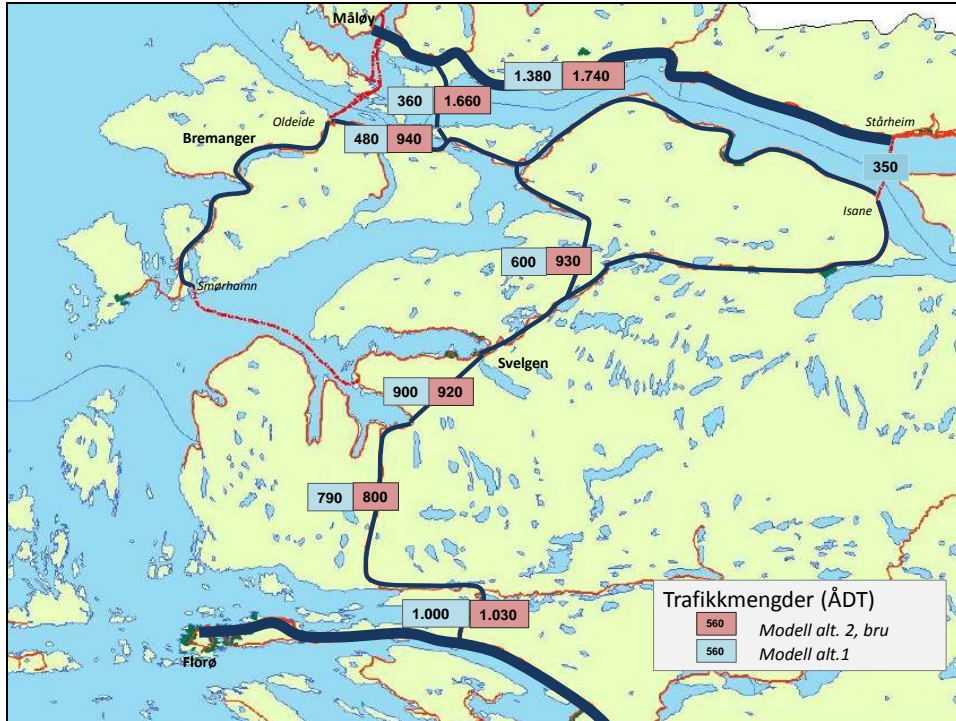 Måløy
1.380 1.740
360 1.660
Oldeide
Stårheim
Bremanger
480 940
350
Isane
600 930
Smørhamn
Svelgen
900 920
790 800
Trafikkmengder (ÅDT)
560 Modell alt. 2, bru
560 Modell alt.1
1.000 1.030
Florø